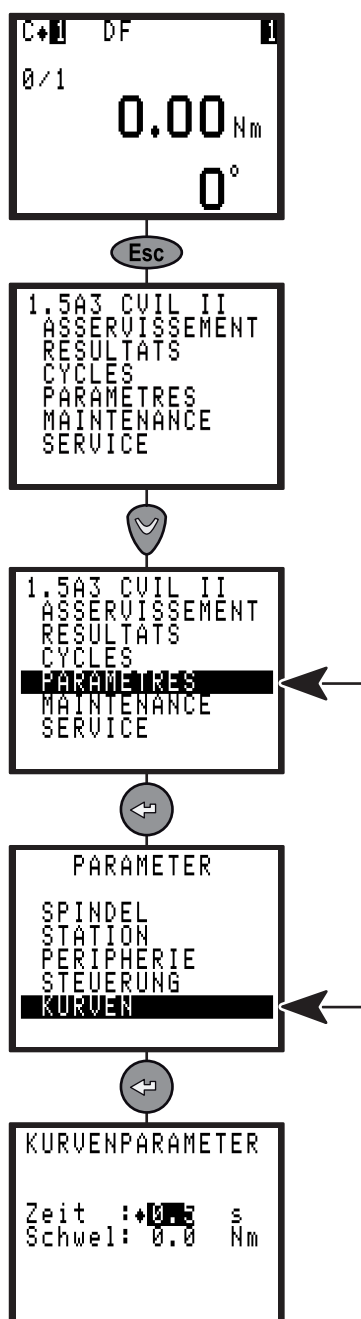 C♦1 DF 1
0/1
0.00 Nm
0°
Esc
1.5A3 CVIL II
ASSERVISSEMENT
RESULTATS
CYCLES
PARAMETRES
MAINTENANCE
SERVICE
1.5A3 CVIL II
ASSERVISSEMENT
RESULTATS
CYCLES
PARAMETRES
MAINTENANCE
SERVICE
PARAMETER
SPINDEL
STATION
PERIPHERIE
STEUERUNG
KURVEN
KURVENPARAMETER
Zeit :♦0.5 s
Schwel: 0.0 Nm